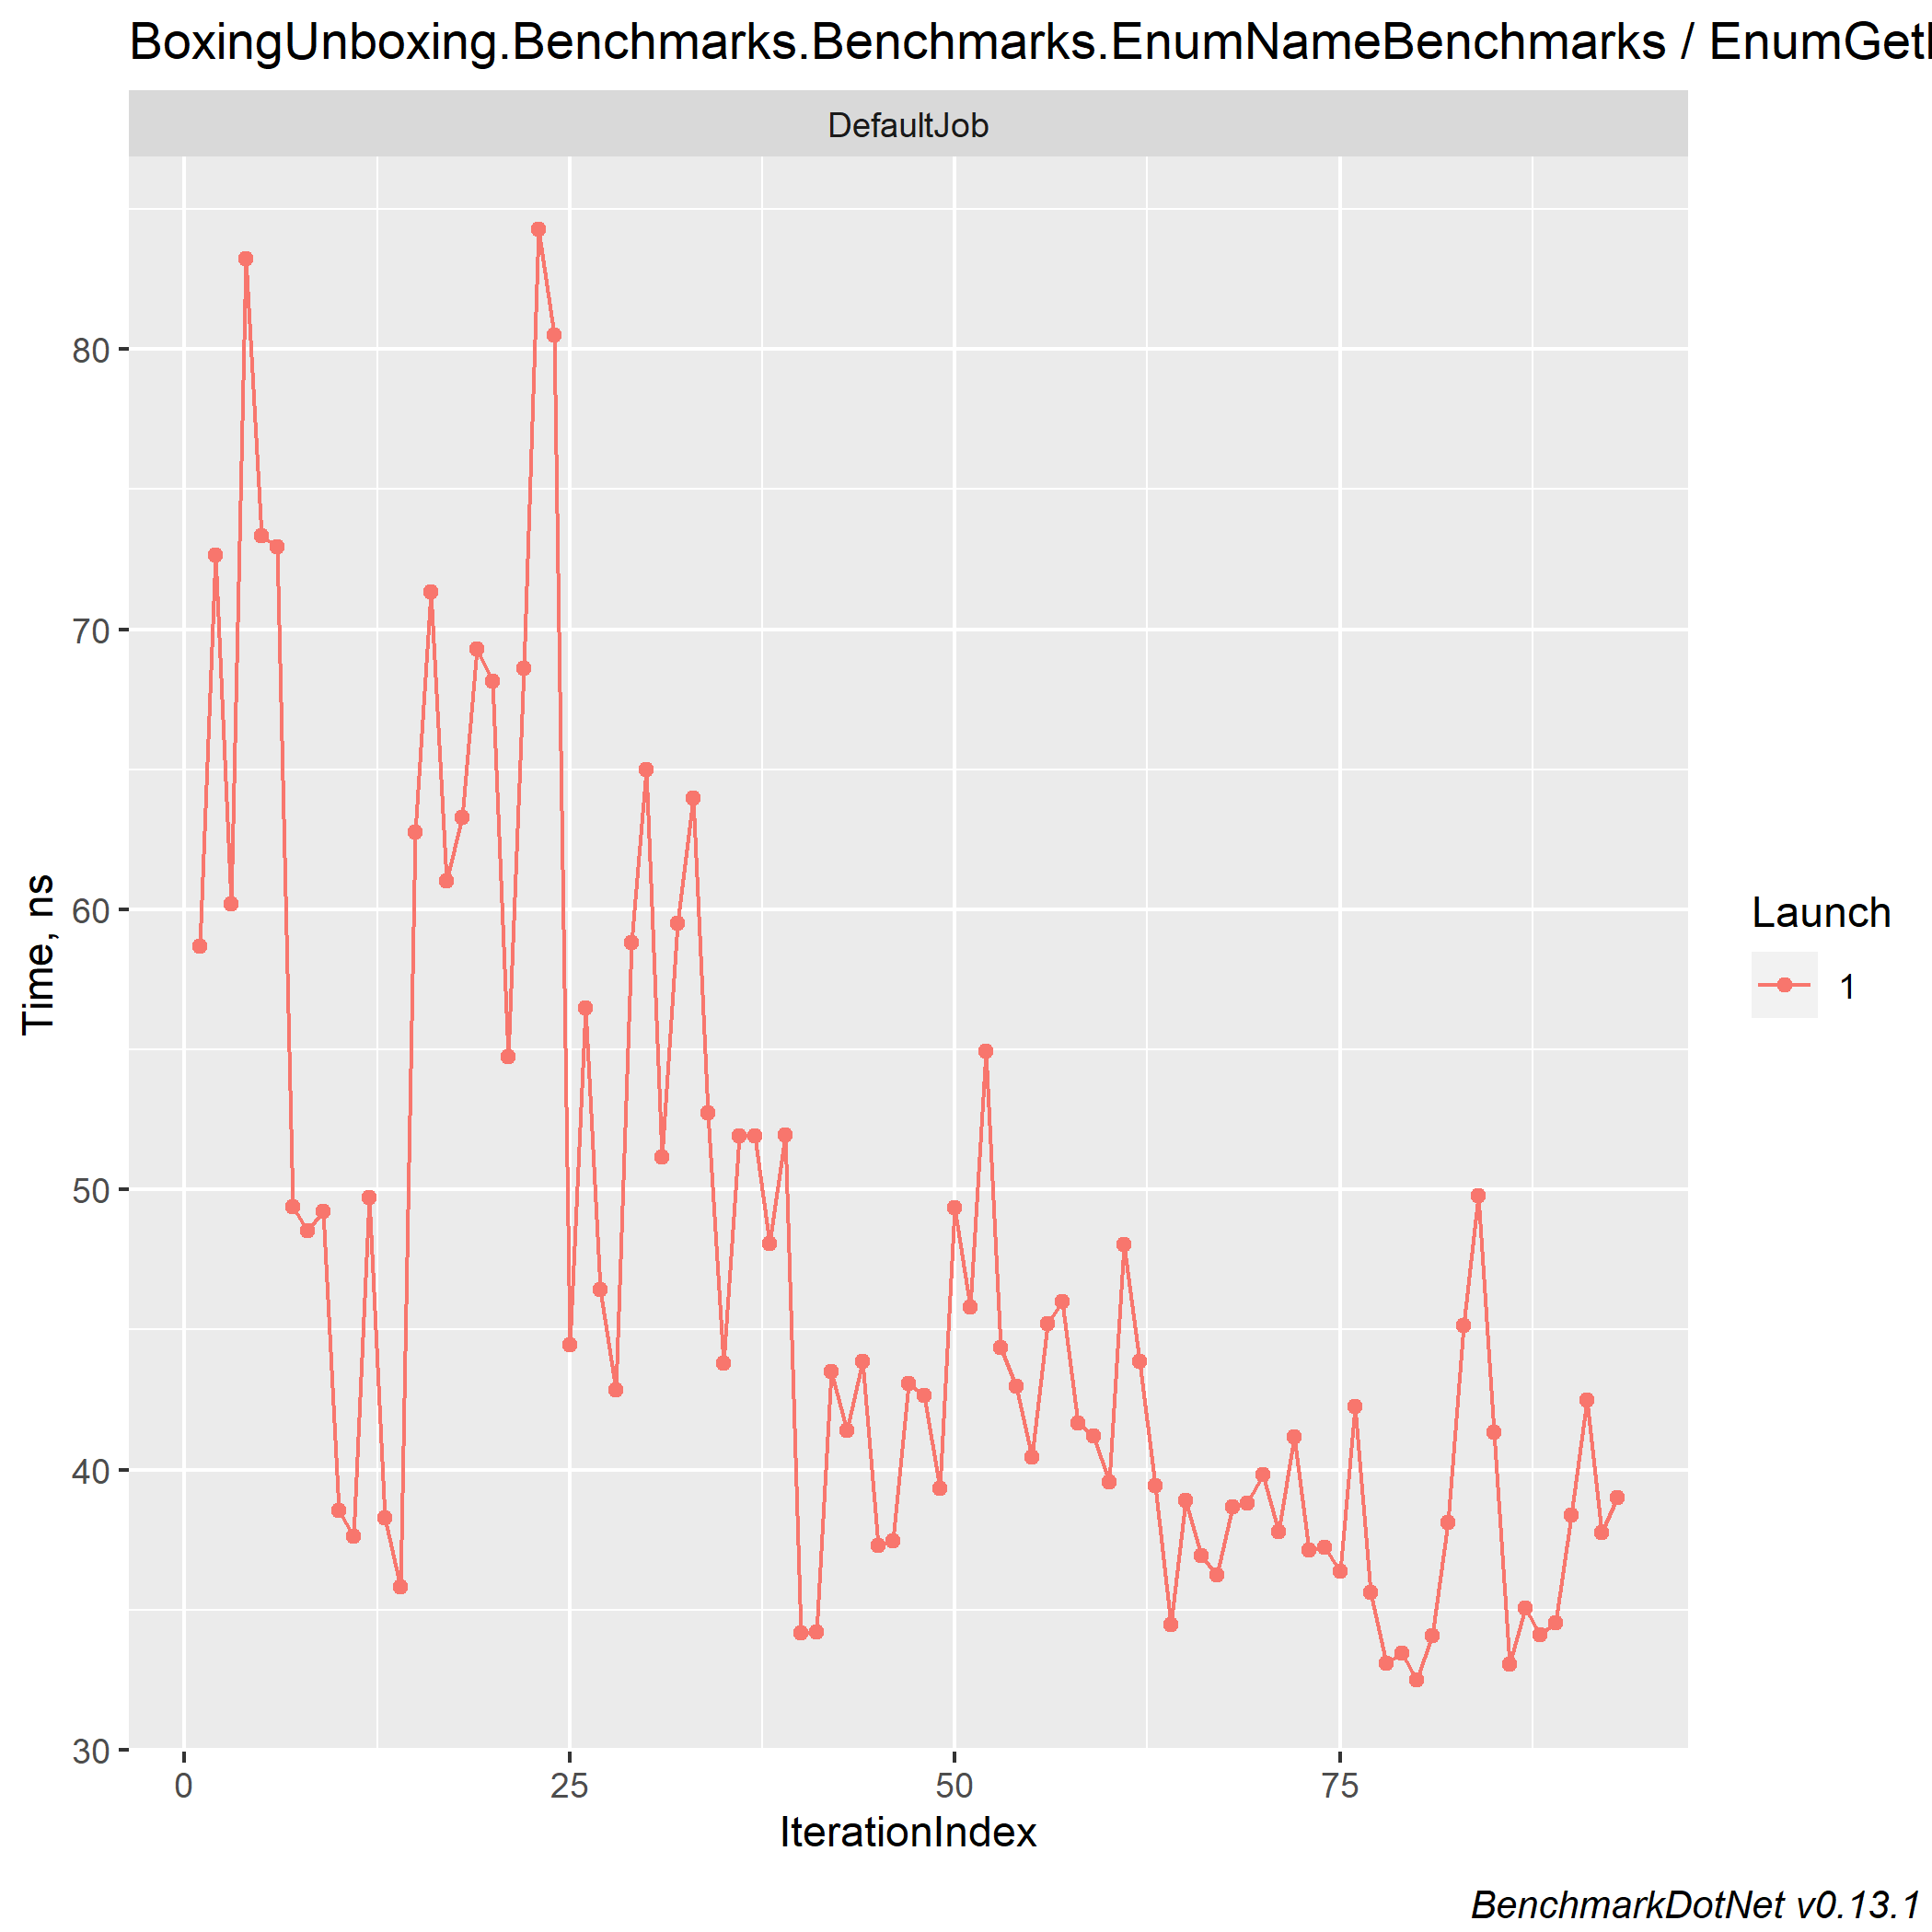 BoxingUnboxing.Benchmarks.Benchmarks.EnumNameBenchmarks / EnumGet
DefaultJob
80
70
60
50
40
30
Time, ns
0 25 50 75
IterationIndex
Launch
1
BenchmarkDotNet v0.13.1